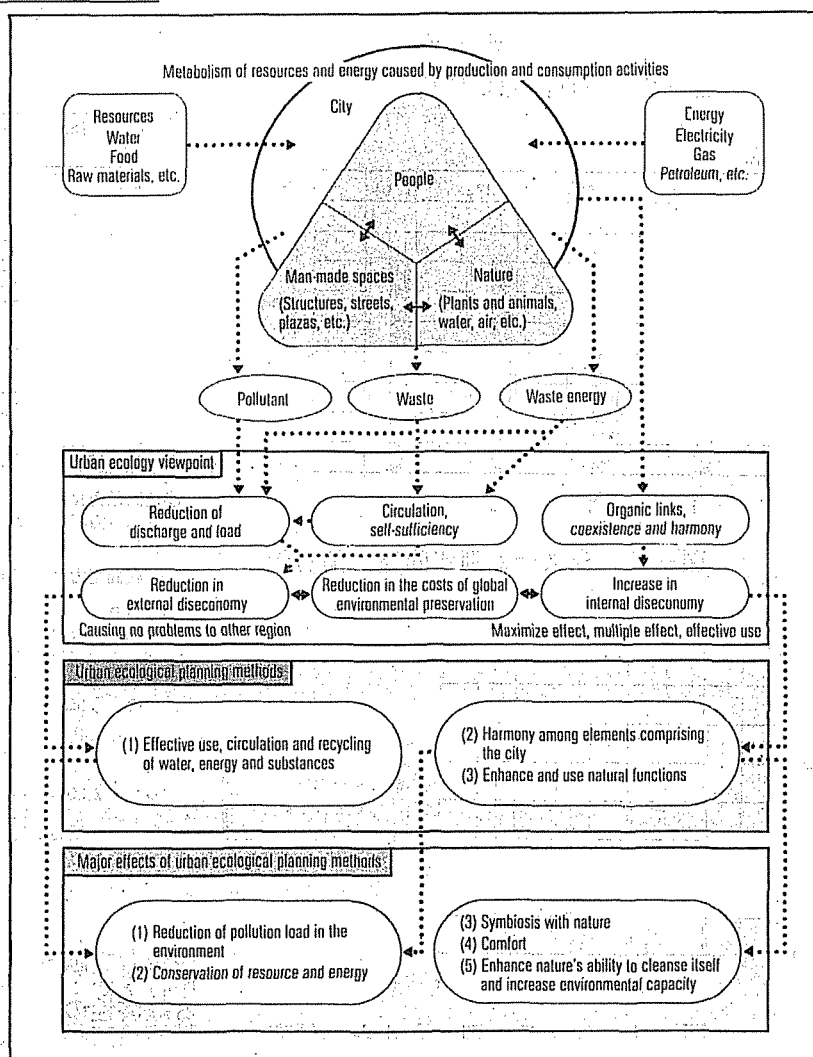 Metabolism of resources and energy caused by production and consumption activities
City
Resources
Water
Food
Raw materials, etc.
Energy
Electricity
Gas
Petroleum, etc.
People
Man-made spaces
(Structures, streets,
plazas, etc.)
Nature
(Plants and animals,
water, air, etc.)
Pollutant
Waste
Waste energy
Urban ecology viewpoint
Reduction of
discharge and load
Circulation,
self-sufficiency
Organic links,
coexistence and harmony
Reduction in
external diseconomy
Reduction in the costs of global
environmental preservation
Increase in
internal diseconomy
Causing no problems to other region
Maximize effect, multiple effect, effective use
Urban ecological planning methods
(1) Effective use, circulation and recycling
of water, energy and substances
(2) Harmony among elements comprising
the city
(3) Enhance and use natural functions
Major effects of urban ecological planning methods
(1) Reduction of pollution load in the
environment
(2) Conservation of resource and energy
(3) Symbiosis with nature
(4) Comfort
(5) Enhance nature's ability to cleanse itself
and increase environmental capacity